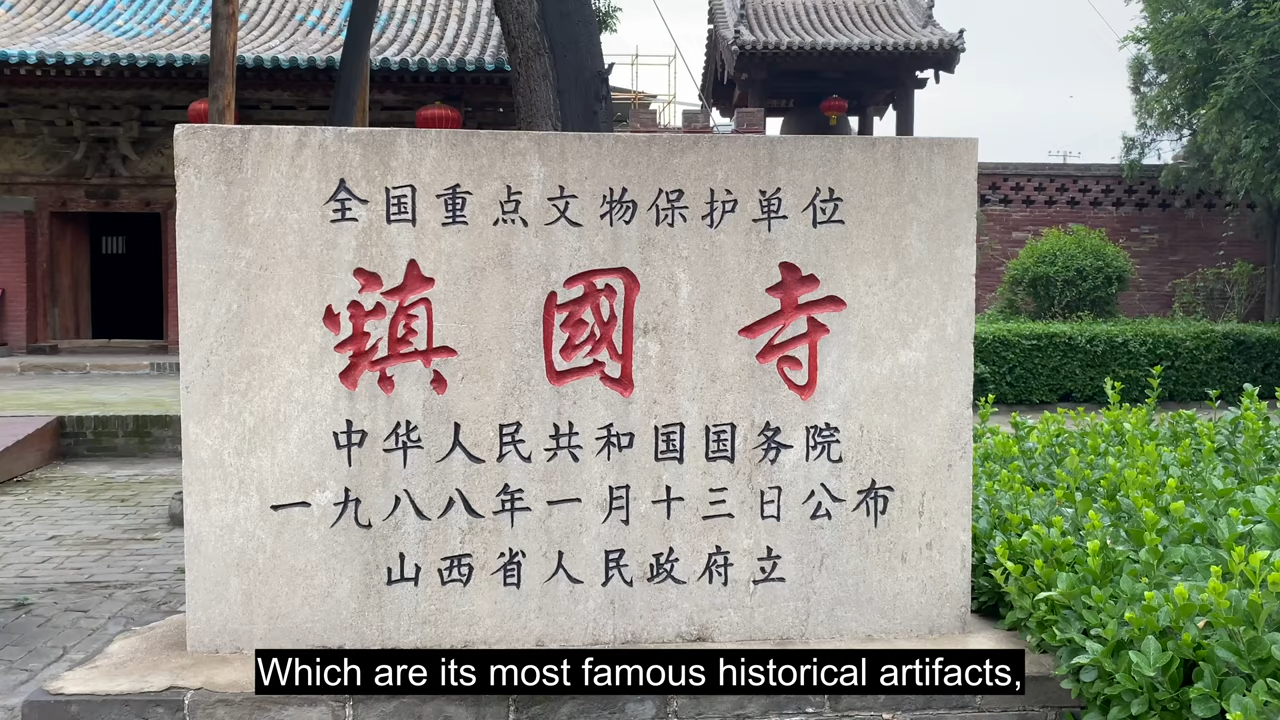 全国重点文物保护单位
鎮國寺
中华人民共和国国务院
一九八八年一月十三日公布
山西省人民政府立
Which are its most famous historical artifacts,